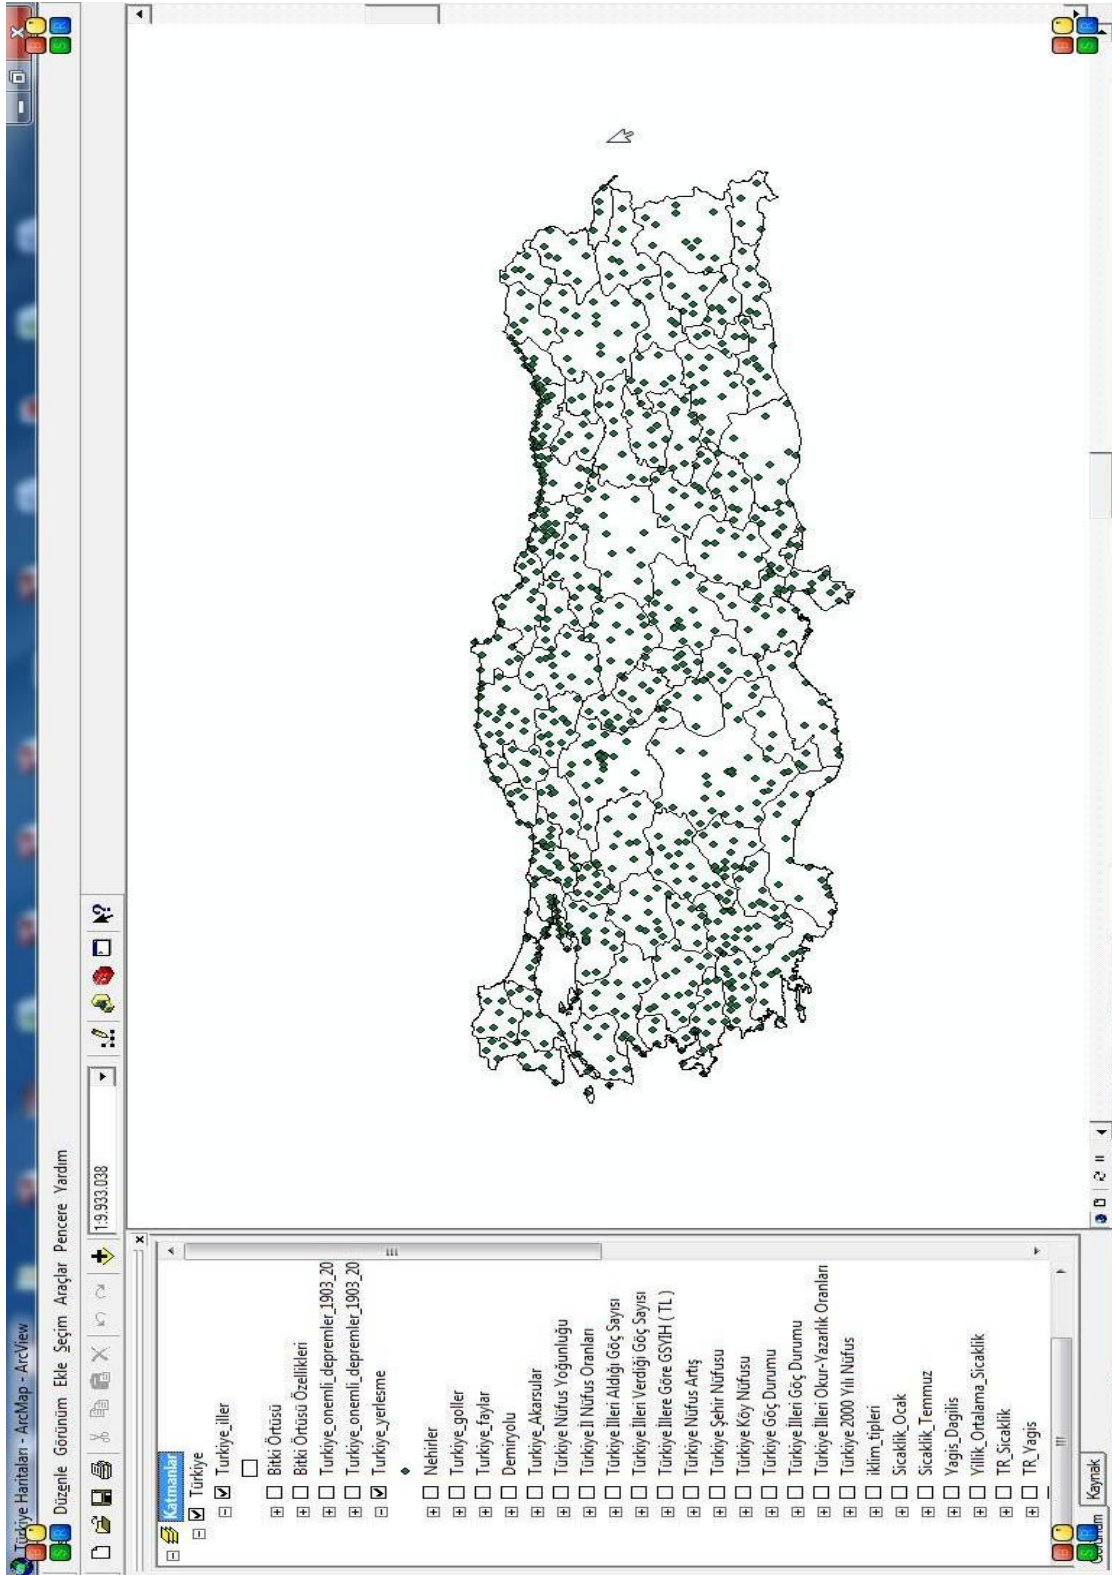 Türkiye Haritaları - ArcMap - ArcView
Düzenle Görünüm Ekle Seçim Araçlar Pencere Yardım
1:9.933.038
Katmanlar
Türkiye
Turkiye_iller
Bitki Örtüsü
Bitki Örtüsü Özellikleri
Turkiye_onemli_depremler_1903_20
Turkiye_onemli_depremler_1903_20
Turkiye_yerlesme
Nehirler
Turkiye_goller
Turkiye_faylar
Demiryolu
Turkiye_Akarsular
Türkiye Nüfus Yoğunluğu
Türkiye İl Nüfus Oranları
Türkiye İlleri Aldığı Göç Sayısı
Türkiye İlleri Verdiği Göç Sayısı
Türkiye İllere Göre GSYİH ( TL )
Türkiye Nüfus Artış
Türkiye Şehir Nüfusu
Türkiye Köy Nüfusu
Türkiye Göç Durumu
Türkiye İlleri Göç Durumu
Türkiye İlleri Okur-Yazarlık Oranları
Türkiye 2000 Yılı Nüfus
iklim_tipleri
Sicaklik_Ocak
Sicaklik_Temmuz
Yagis_Dagilis
Yillik_Ortalama_Sicaklik
TR_Sicaklik
TR_Yagis
Görünüm Kaynak